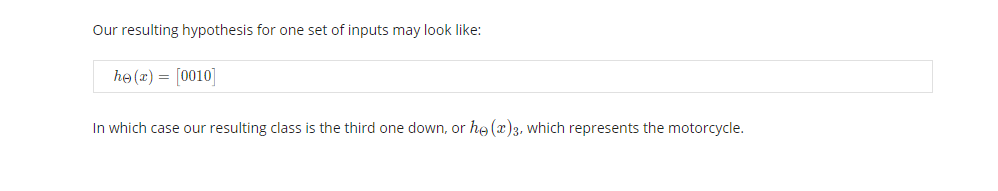 Our resulting hypothesis for one set of inputs may look like:
hΘ(x) = [0010]
In which case our resulting class is the third one down, or hΘ(x)3, which represents the motorcycle.